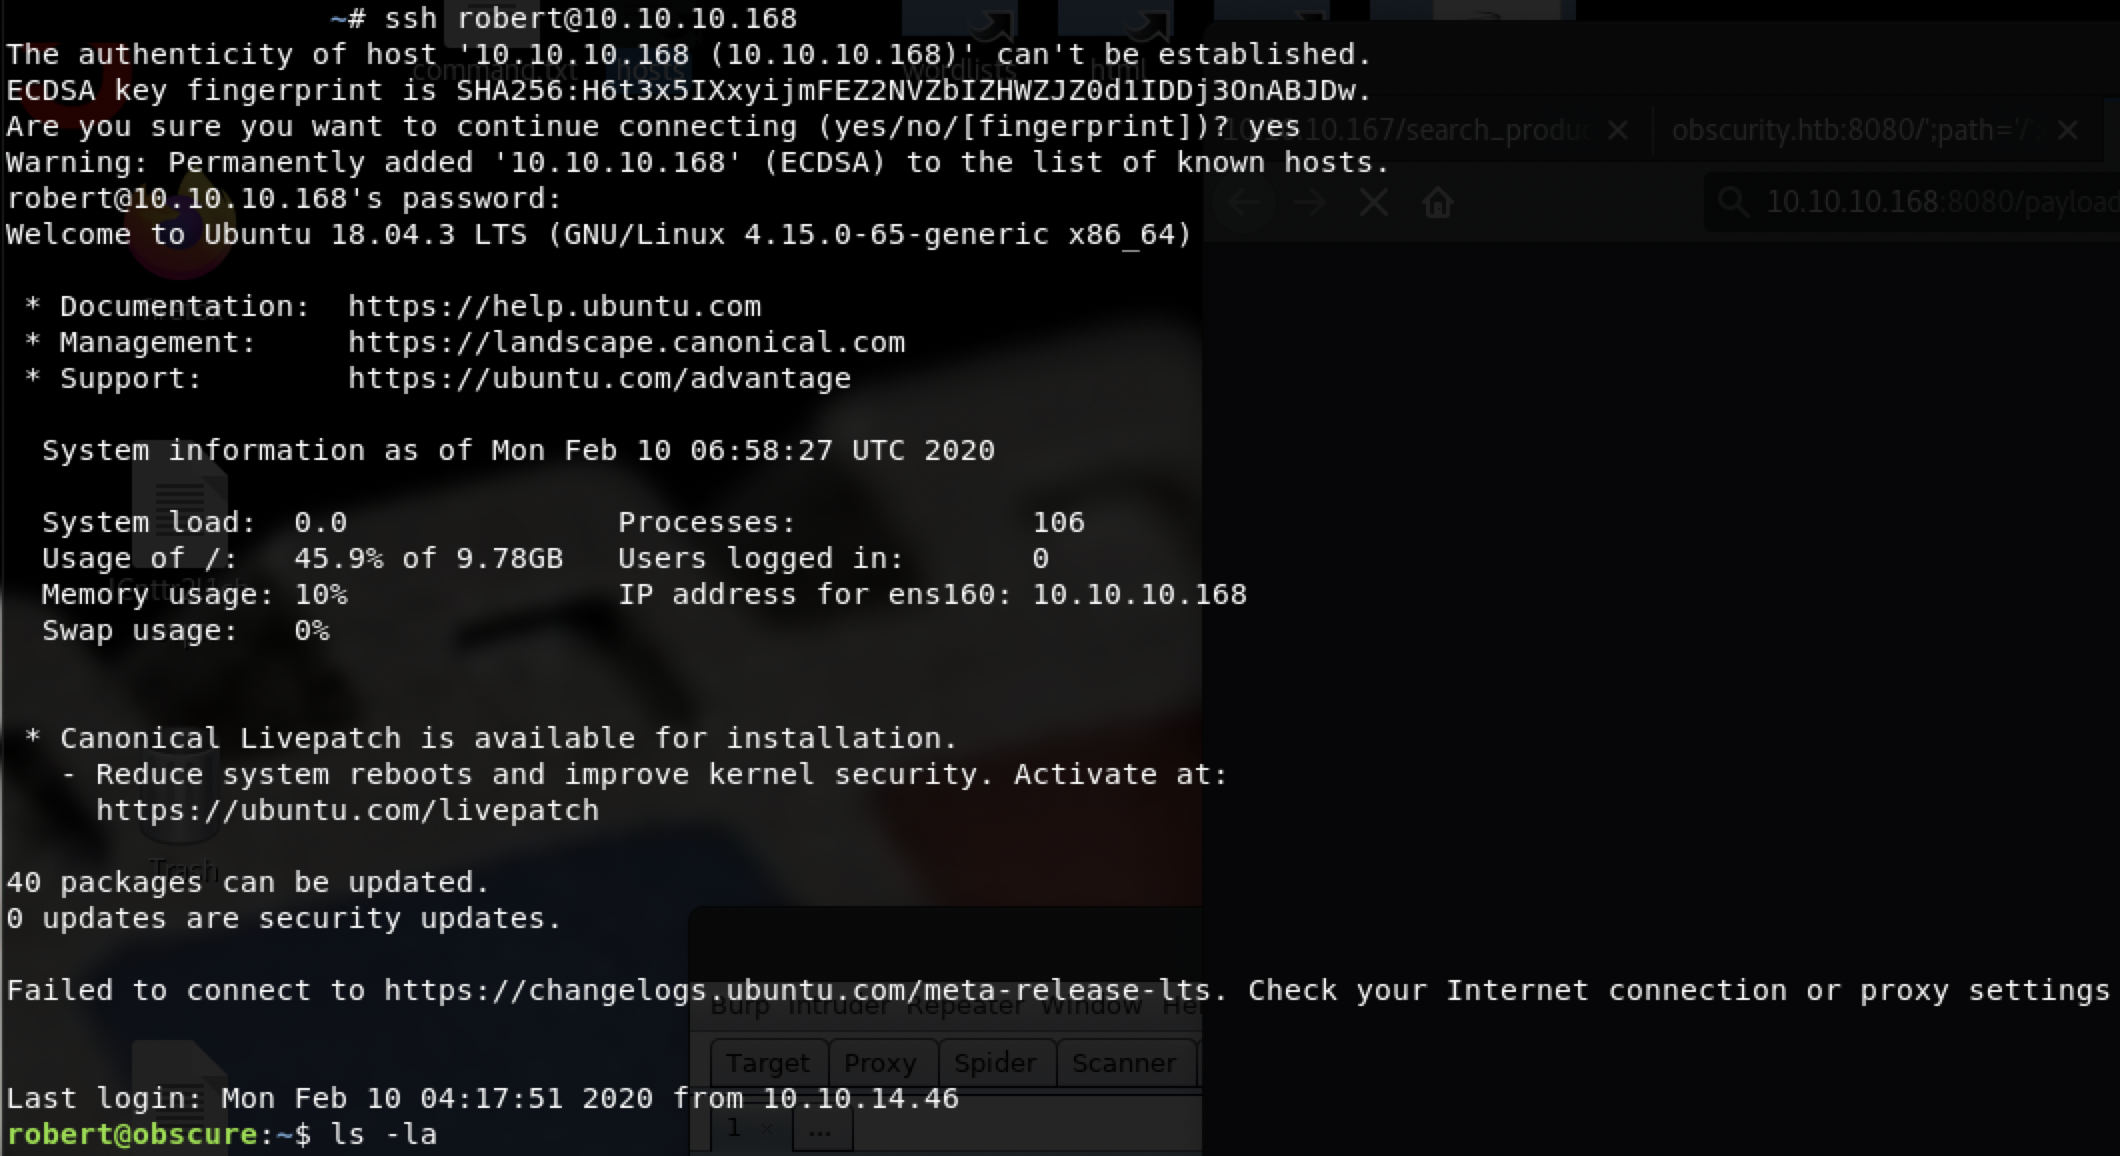 ~# ssh robert@10.10.10.168
The authenticity of host '10.10.10.168 (10.10.10.168)' can't be established.
ECDSA key fingerprint is SHA256:H6t3x5IXxyijmFEZ2NVZbIZHWZJZ0d1IDDj3OnABJDw.
Are you sure you want to continue connecting (yes/no/[fingerprint])? yes
Warning: Permanently added '10.10.10.168' (ECDSA) to the list of known hosts.
robert@10.10.10.168's password:
Welcome to Ubuntu 18.04.3 LTS (GNU/Linux 4.15.0-65-generic x86_64)
* Documentation:  https://help.ubuntu.com
* Management:     https://landscape.canonical.com
* Support:        https://ubuntu.com/advantage
System information as of Mon Feb 10 06:58:27 UTC 2020
System load:  0.0               Processes:             106
Usage of /:   45.9% of 9.78GB   Users logged in:       0
Memory usage: 10%               IP address for ens160: 10.10.10.168
Swap usage:   0%
* Canonical Livepatch is available for installation.
- Reduce system reboots and improve kernel security. Activate at:
https://ubuntu.com/livepatch
40 packages can be updated.
0 updates are security updates.
Failed to connect to https://changelogs.ubuntu.com/meta-release-lts. Check your Internet connection or proxy settings
Last login: Mon Feb 10 04:17:51 2020 from 10.10.14.46
robert@obscure:~$ ls -la
command.txt
hosts
wordlists
html
10.167/search_produc
obscurity.htb:8080/';path='/
10.10.10.168:8080/payload
Trash
Burp Intruder Repeater Window He
Target Proxy Spider Scanner
1 × ...